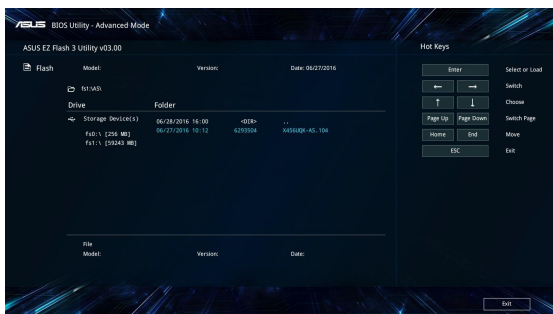 ASUS BIOS Utility - Advanced Mode
ASUS EZ Flash 3 Utility v03.00
Flash
Model: Version: Date: 06/27/2016
fs1:\AS\
Drive Folder
Storage Device(s)
fs0:\ [256 MB]
fs1:\ [59243 MB]
06/28/2016 16:00 <DIR> ..
06/27/2016 10:12 6293504 X456UQK-AS.104
File
Model: Version: Date:
Hot Keys
Enter Select or Load
← → Switch
↑ ↓ Choose
Page Up Page Down Switch Page
Home End Move
ESC Exit
Exit